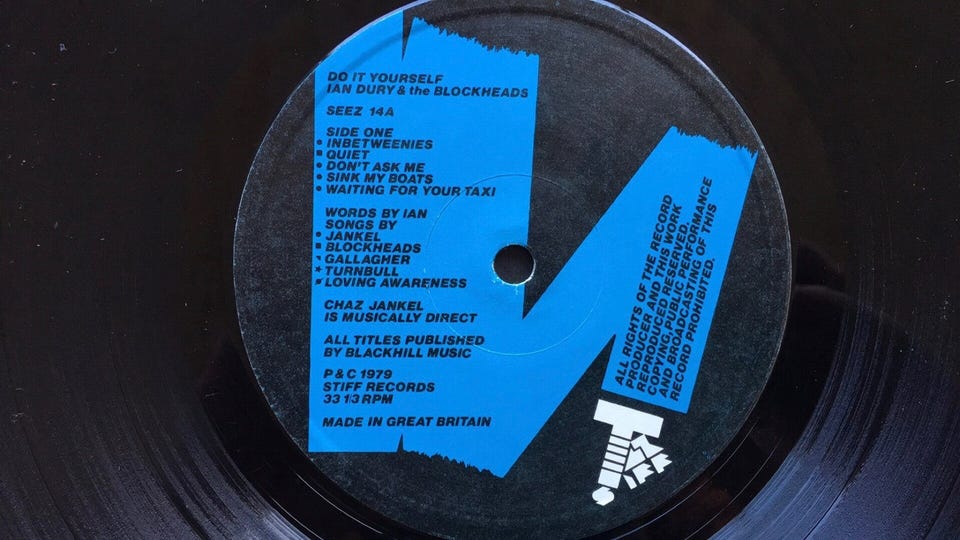 DO IT YOURSELF
IAN DURY & the BLOCKHEADS
SEEZ 14A
SIDE ONE
• INBETWEENIES
▪ QUIET
• DON'T ASK ME
• SINK MY BOATS
• WAITING FOR YOUR TAXI
WORDS BY IAN
SONGS BY
• JANKEL
▪ BLOCKHEADS
GALLAGHER
★ TURNBULL
LOVING AWARENESS
CHAZ JANKEL
IS MUSICALLY DIRECT
ALL TITLES PUBLISHED
BY BLACKHILL MUSIC
P & C 1979
STIFF RECORDS
33 1/3 RPM
MADE IN GREAT BRITAIN
ALL RIGHTS OF THE RECORD
PRODUCER AND THIS WORK
REPRODUCED RESERVED.
COPYING, PUBLIC PERFORMANCE
AND BROADCASTING OF THIS
RECORD PROHIBITED.